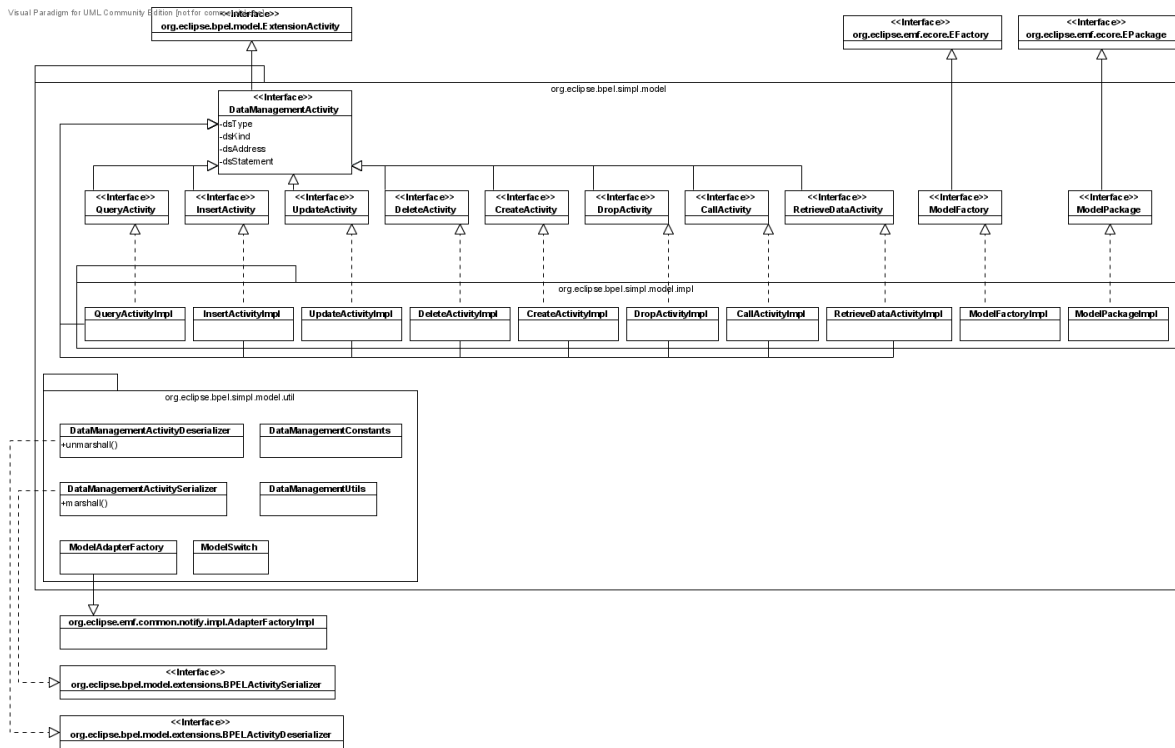 Visual Paradigm for UML Community Edition [not for com
<<Interface>>
org.eclipse.bpel.model.ExtensionActivity
<<Interface>>
org.eclipse.emf.ecore.EFactory
<<Interface>>
org.eclipse.emf.ecore.EPackage
org.eclipse.bpel.simpl.model
<<Interface>>
DataManagementActivity
-dsType
-dsKind
-dsAddress
-dsStatement
<<Interface>>
QueryActivity
<<Interface>>
InsertActivity
<<Interface>>
UpdateActivity
<<Interface>>
DeleteActivity
<<Interface>>
CreateActivity
<<Interface>>
DropActivity
<<Interface>>
CallActivity
<<Interface>>
RetrieveDataActivity
<<Interface>>
ModelFactory
<<Interface>>
ModelPackage
org.eclipse.bpel.simpl.model.impl
QueryActivityImpl
InsertActivityImpl
UpdateActivityImpl
DeleteActivityImpl
CreateActivityImpl
DropActivityImpl
CallActivityImpl
RetrieveDataActivityImpl
ModelFactoryImpl
ModelPackageImpl
org.eclipse.bpel.simpl.model.util
DataManagementActivityDeserializer
+unmarshall()
DataManagementConstants
DataManagementActivitySerializer
+marshall()
DataManagementUtils
ModelAdapterFactory
ModelSwitch
org.eclipse.emf.common.notify.impl.AdapterFactoryImpl
<<Interface>>
org.eclipse.bpel.model.extensions.BPELActivitySerializer
<<Interface>>
org.eclipse.bpel.model.extensions.BPELActivityDeserializer